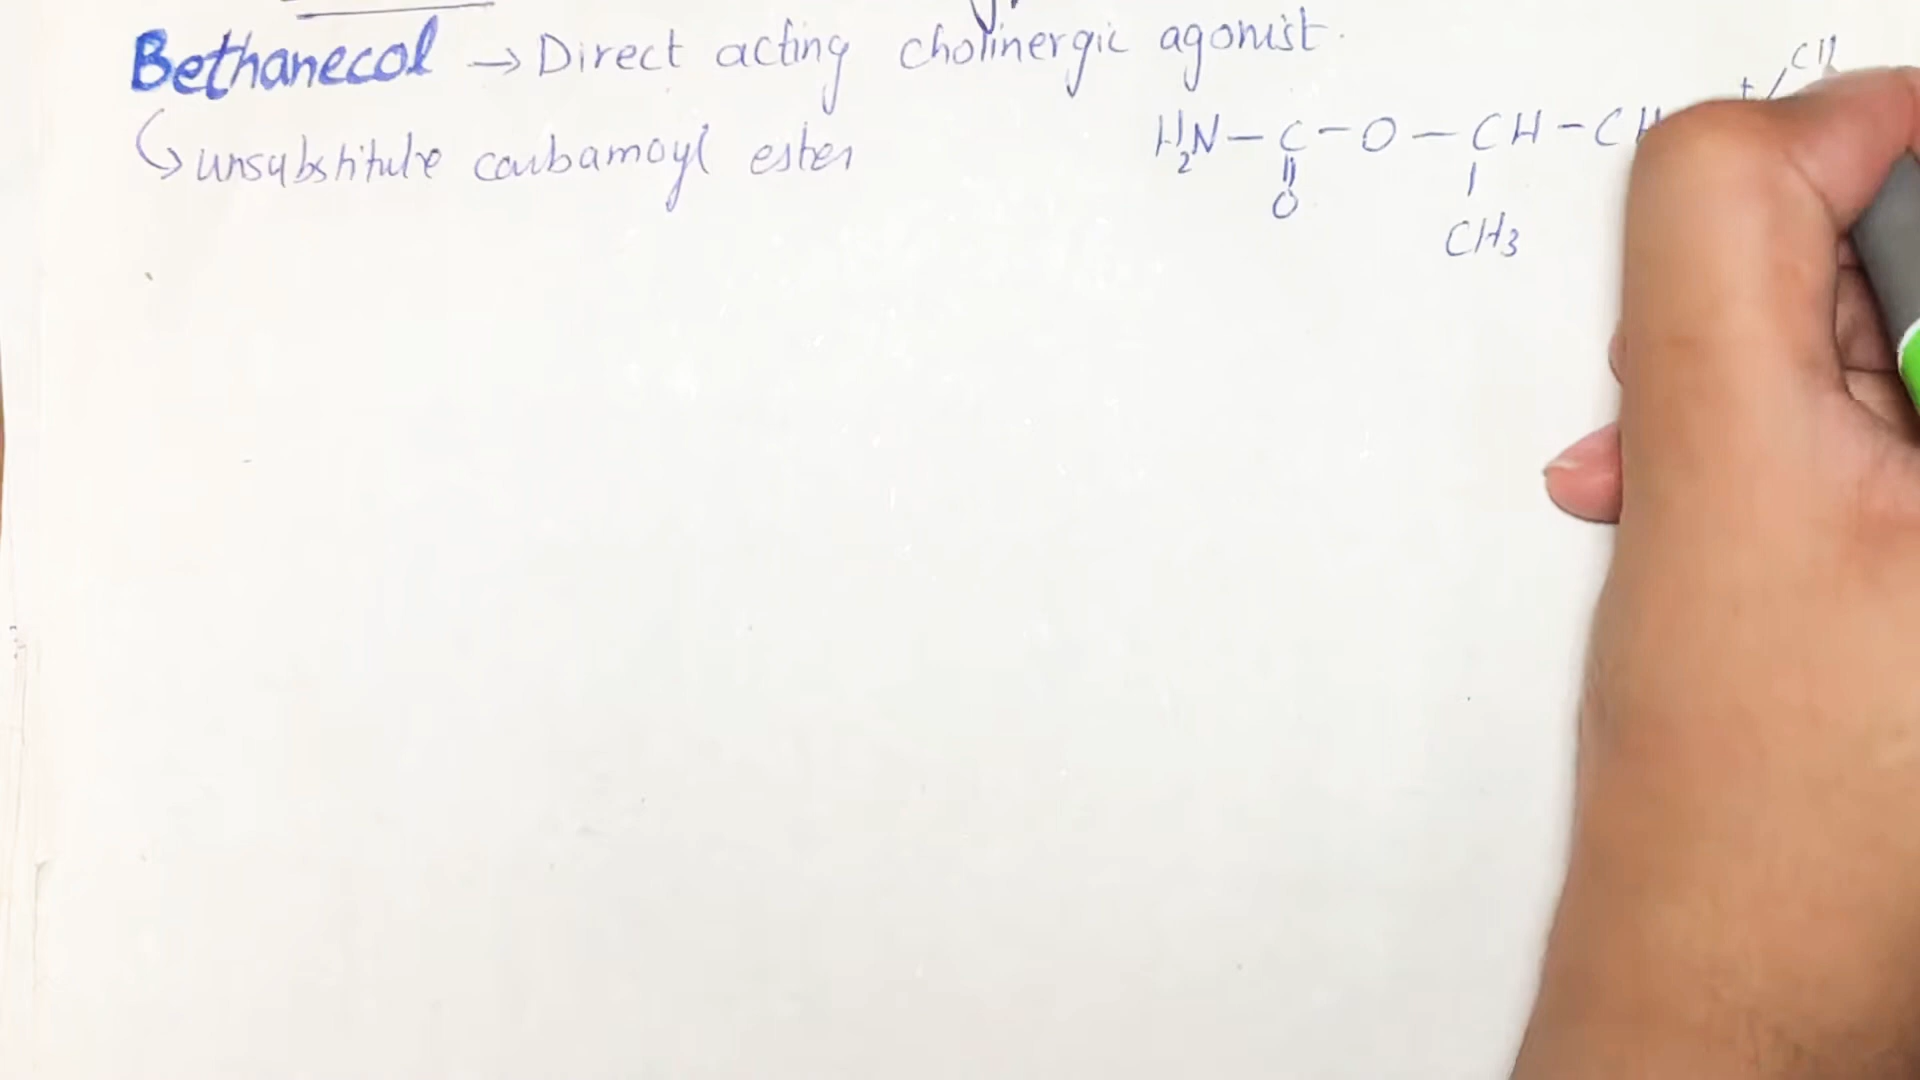 Bethanecol → Direct acting cholinergic agonist.
↳ unsubstitute carbamoyl ester
H2N – C – O – CH – CH
O
CH3
+